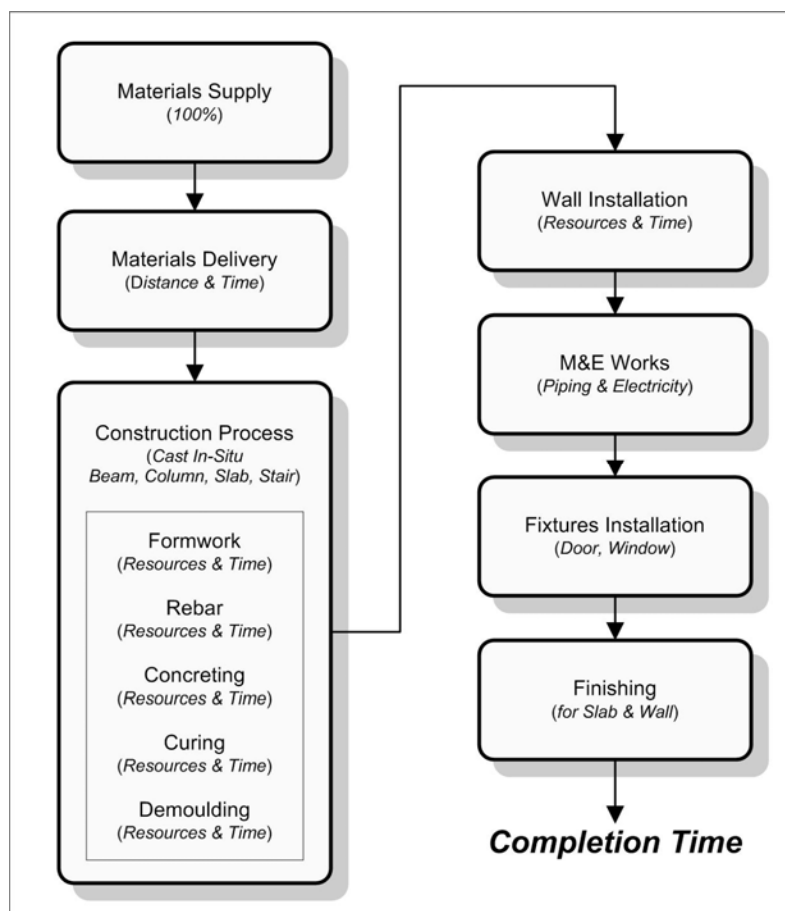 Materials Supply
(100%)
Materials Delivery
(Distance & Time)
Construction Process
(Cast In-Situ
Beam, Column, Slab, Stair)
Formwork
(Resources & Time)
Rebar
(Resources & Time)
Concreting
(Resources & Time)
Curing
(Resources & Time)
Demoulding
(Resources & Time)
Wall Installation
(Resources & Time)
M&E Works
(Piping & Electricity)
Fixtures Installation
(Door, Window)
Finishing
(for Slab & Wall)
Completion Time